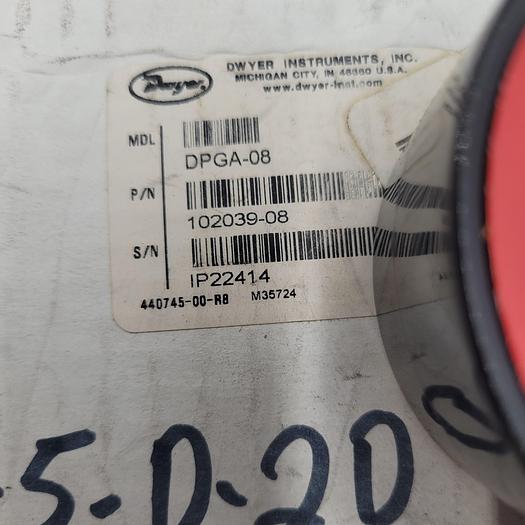 Dwyer
DWYER INSTRUMENTS, INC.
MICHIGAN CITY, IN 46360 U.S.A.
www.dwyer-inst.com
MDL
DPGA-08
P/N
102039-08
S/N
IP22414
440745-00-R8 M35724
-5-D-20